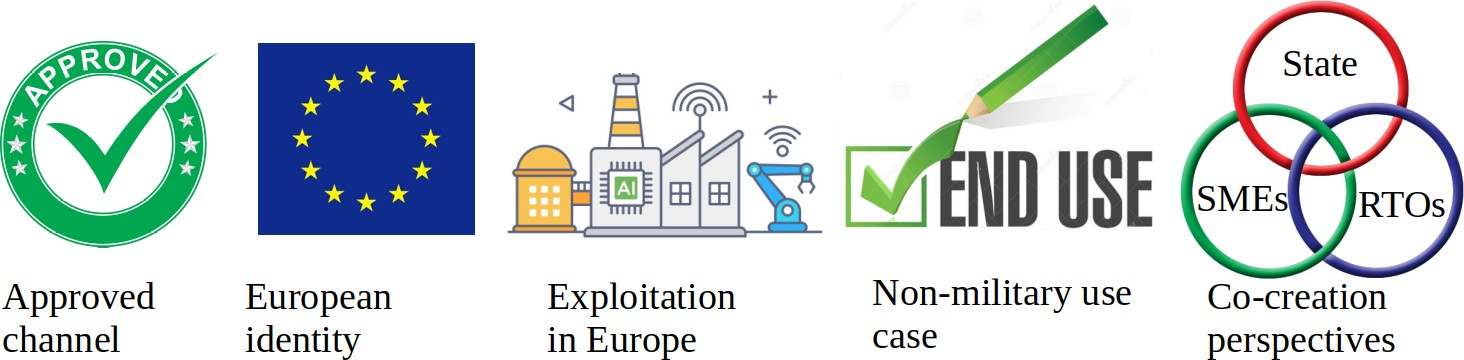 APPROVED
AI
END USE
State
SMEs
RTOs
Approved
channel
European
identity
Exploitation
in Europe
Non-military use
case
Co-creation
perspectives